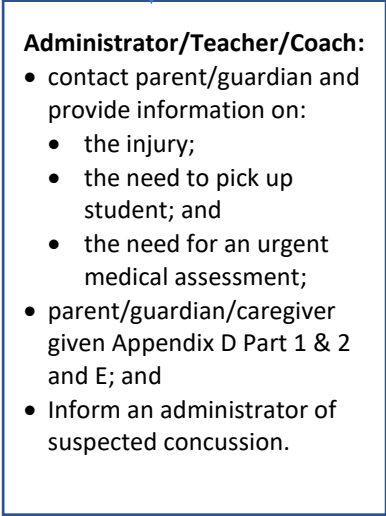 Administrator/Teacher/Coach:
• contact parent/guardian and
provide information on:
• the injury;
• the need to pick up
student; and
• the need for an urgent
medical assessment;
• parent/guardian/caregiver
given Appendix D Part 1 & 2
and E; and
• Inform an administrator of
suspected concussion.